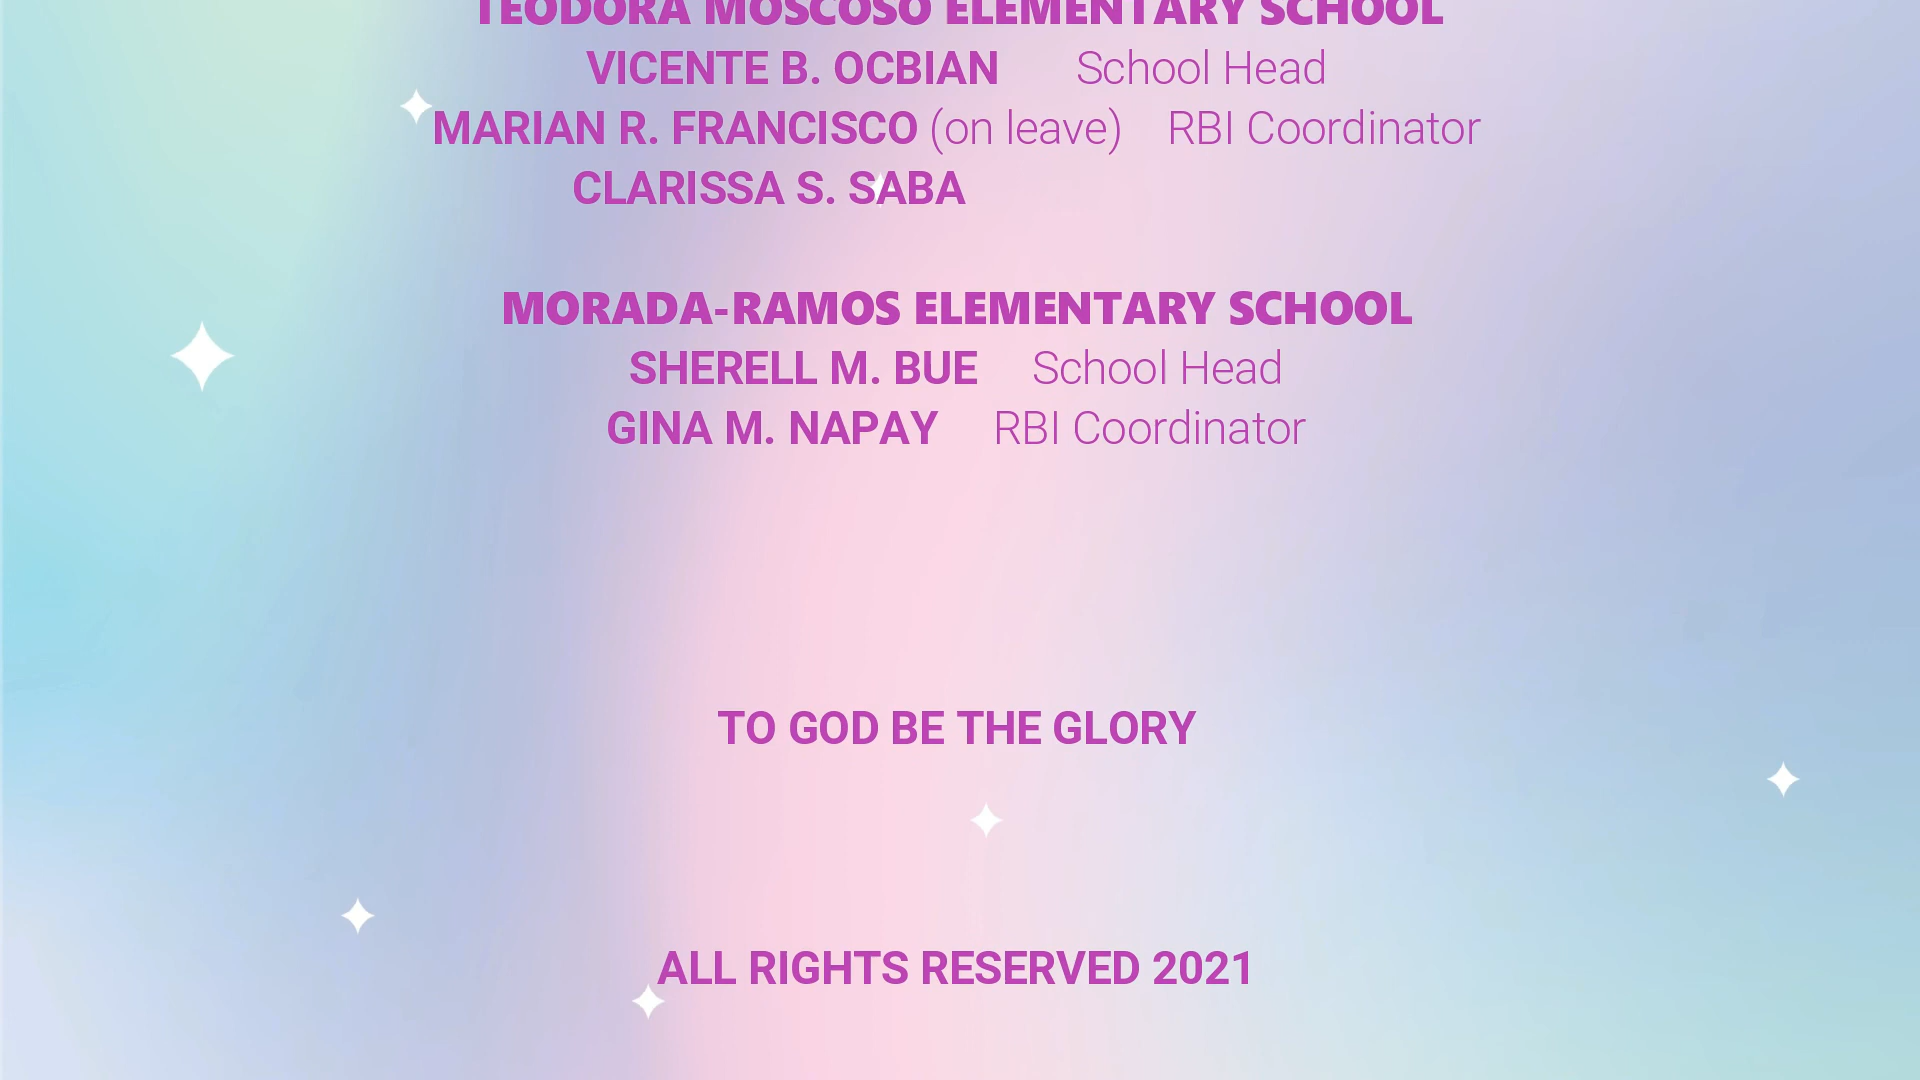 TEODORA MOSCOSO ELEMENTARY SCHOOL
VICENTE B. OCBIAN School Head
MARIAN R. FRANCISCO (on leave) RBI Coordinator
CLARISSA S. SABA
MORADA-RAMOS ELEMENTARY SCHOOL
SHERELL M. BUE School Head
GINA M. NAPAY RBI Coordinator
TO GOD BE THE GLORY
ALL RIGHTS RESERVED 2021